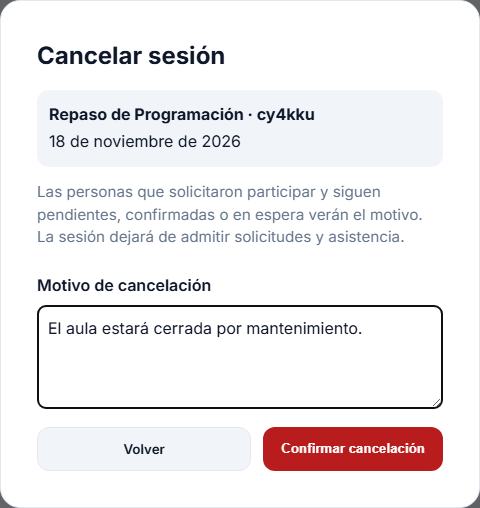 Cancelar sesión
Repaso de Programación · cy4kku
18 de noviembre de 2026
Las personas que solicitaron participar y siguen
pendientes, confirmadas o en espera verán el motivo.
La sesión dejará de admitir solicitudes y asistencia.
Motivo de cancelación
El aula estará cerrada por mantenimiento.
Volver
Confirmar cancelación